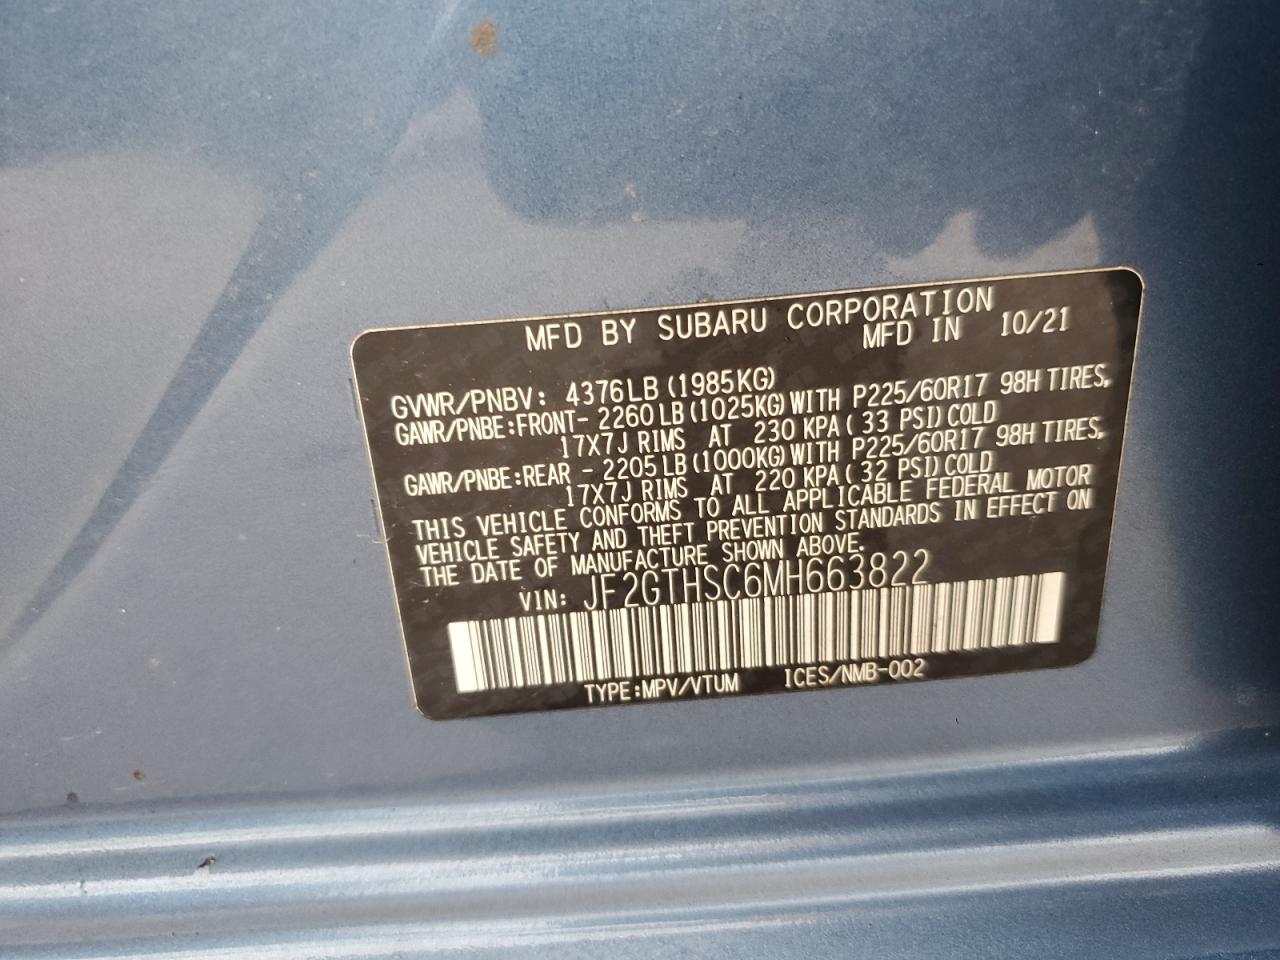 MFD BY SUBARU CORPORATION
MFD IN 10/21
GVWR/PNBV: 4376LB(1985KG)
GAWR/PNBE:FRONT- 2260LB(1025KG)WITH P225/60R17 98H TIRES,
17X7J RIMS AT 230 KPA( 33 PSI)COLD
GAWR/PNBE:REAR - 2205LB(1000KG)WITH P225/60R17 98H TIRES,
17X7J RIMS AT 220 KPA( 32 PSI)COLD
THIS VEHICLE CONFORMS TO ALL APPLICABLE FEDERAL MOTOR
VEHICLE SAFETY AND THEFT PREVENTION STANDARDS IN EFFECT ON
THE DATE OF MANUFACTURE SHOWN ABOVE.
VIN: JF2GTHSC6MH663822
TYPE:MPV/VTUM ICES/NMB-002